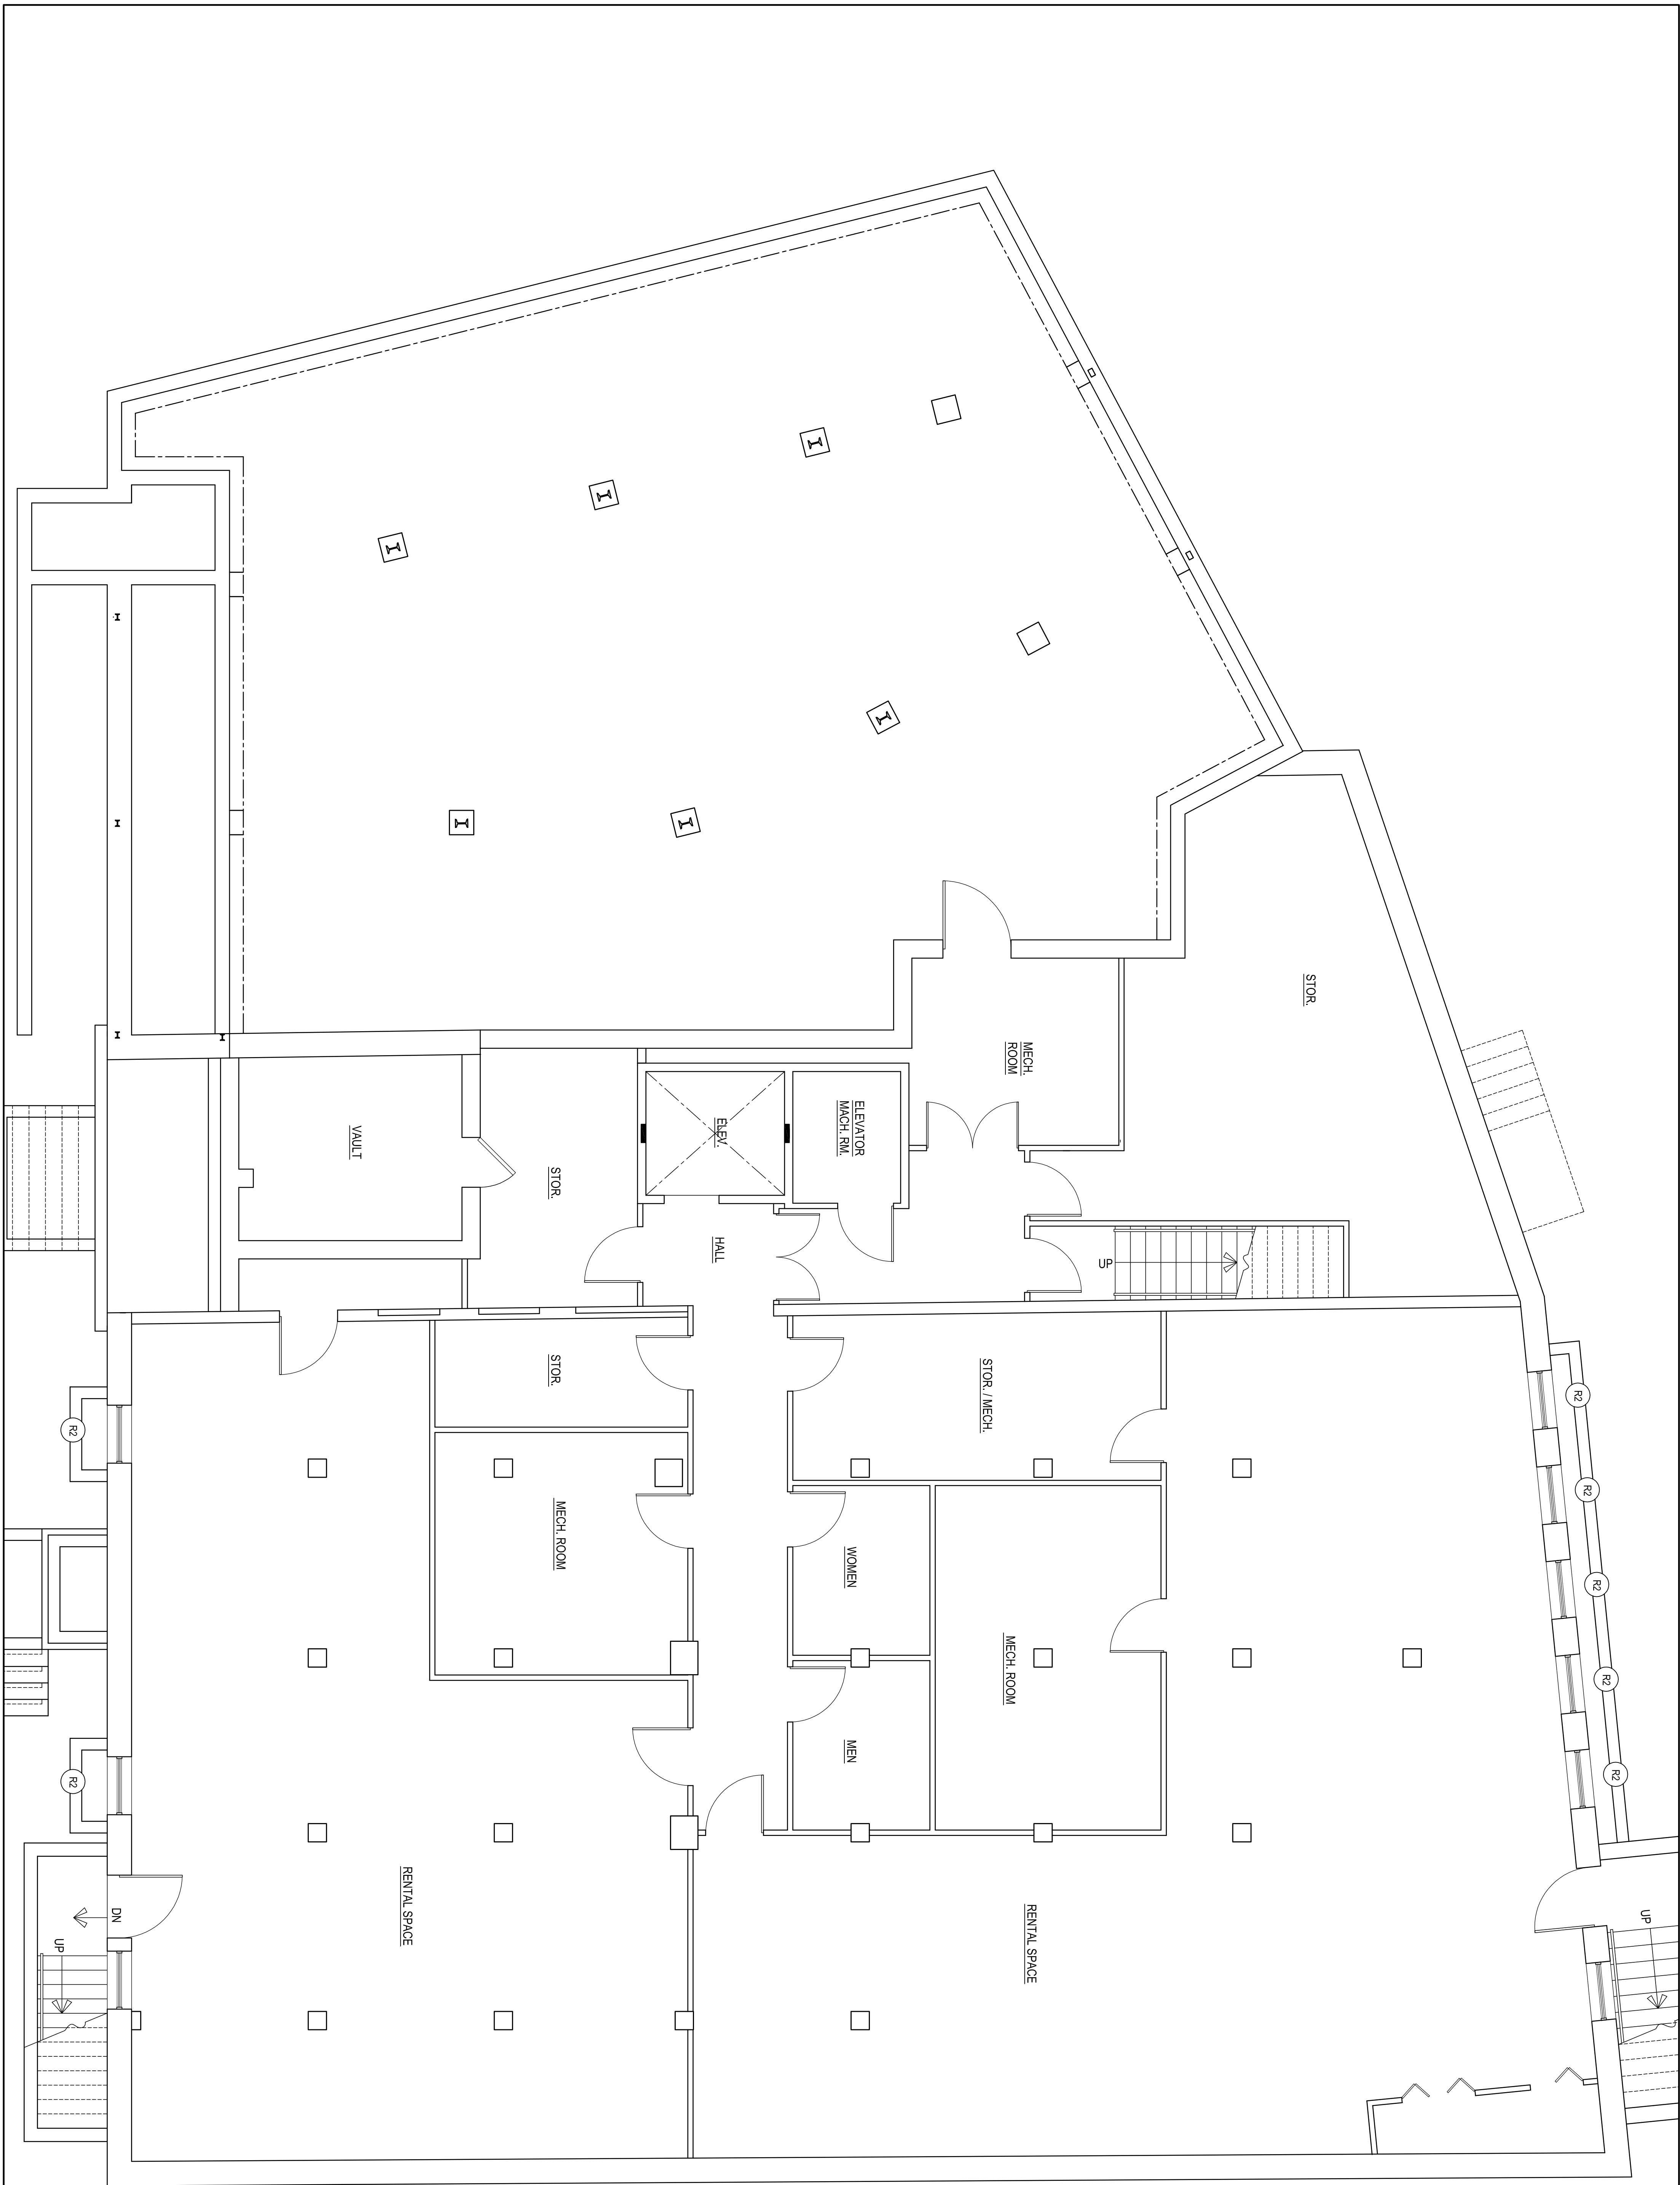 STOR.
MECH.
ROOM
ELEVATOR
MACH. RM.
ELEV.
VAULT
STOR.
HALL
UP
STOR.
STOR. / MECH.
R2
R2
R2
R2
R2
R2
MECH. ROOM
WOMEN
MECH. ROOM
MEN
R2
RENTAL SPACE
RENTAL SPACE
DN
UP
UP